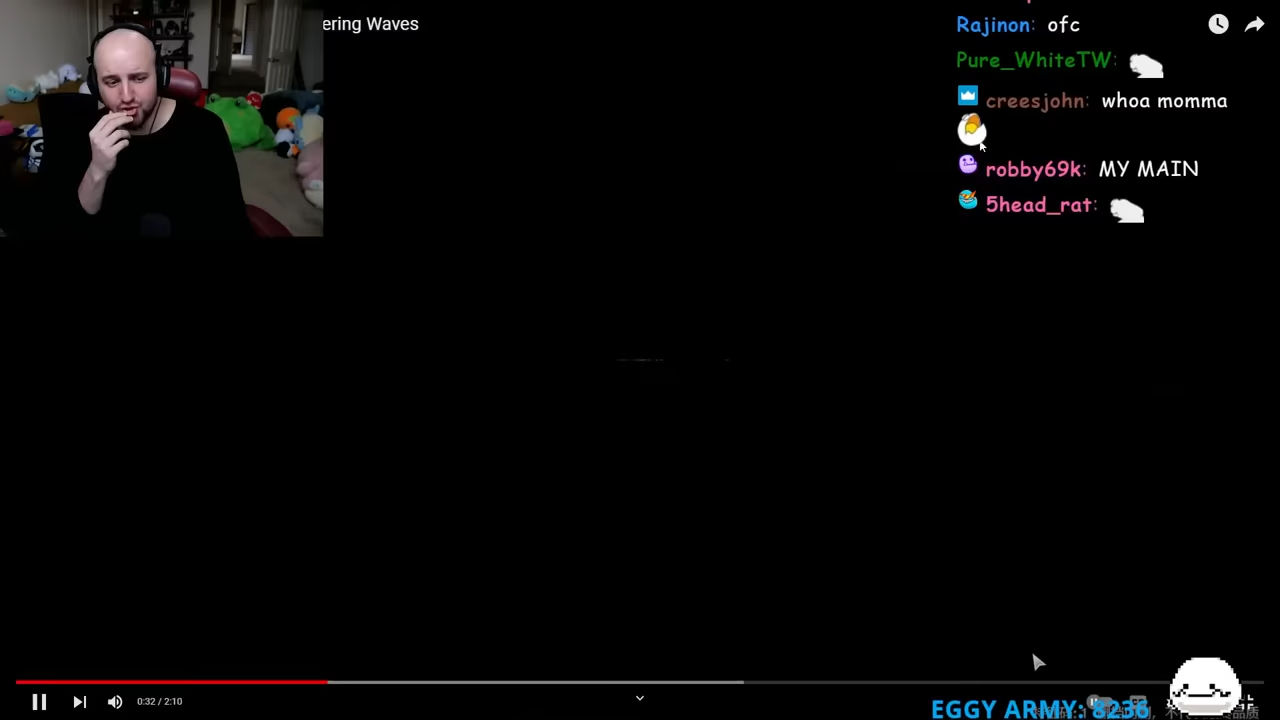 ering Waves
Rajinon: ofc
Pure_WhiteTW:
creesjohn: whoa momma
robby69k: MY MAIN
5head_rat:
0:32 / 2:10
EGGY ARMY: 8236